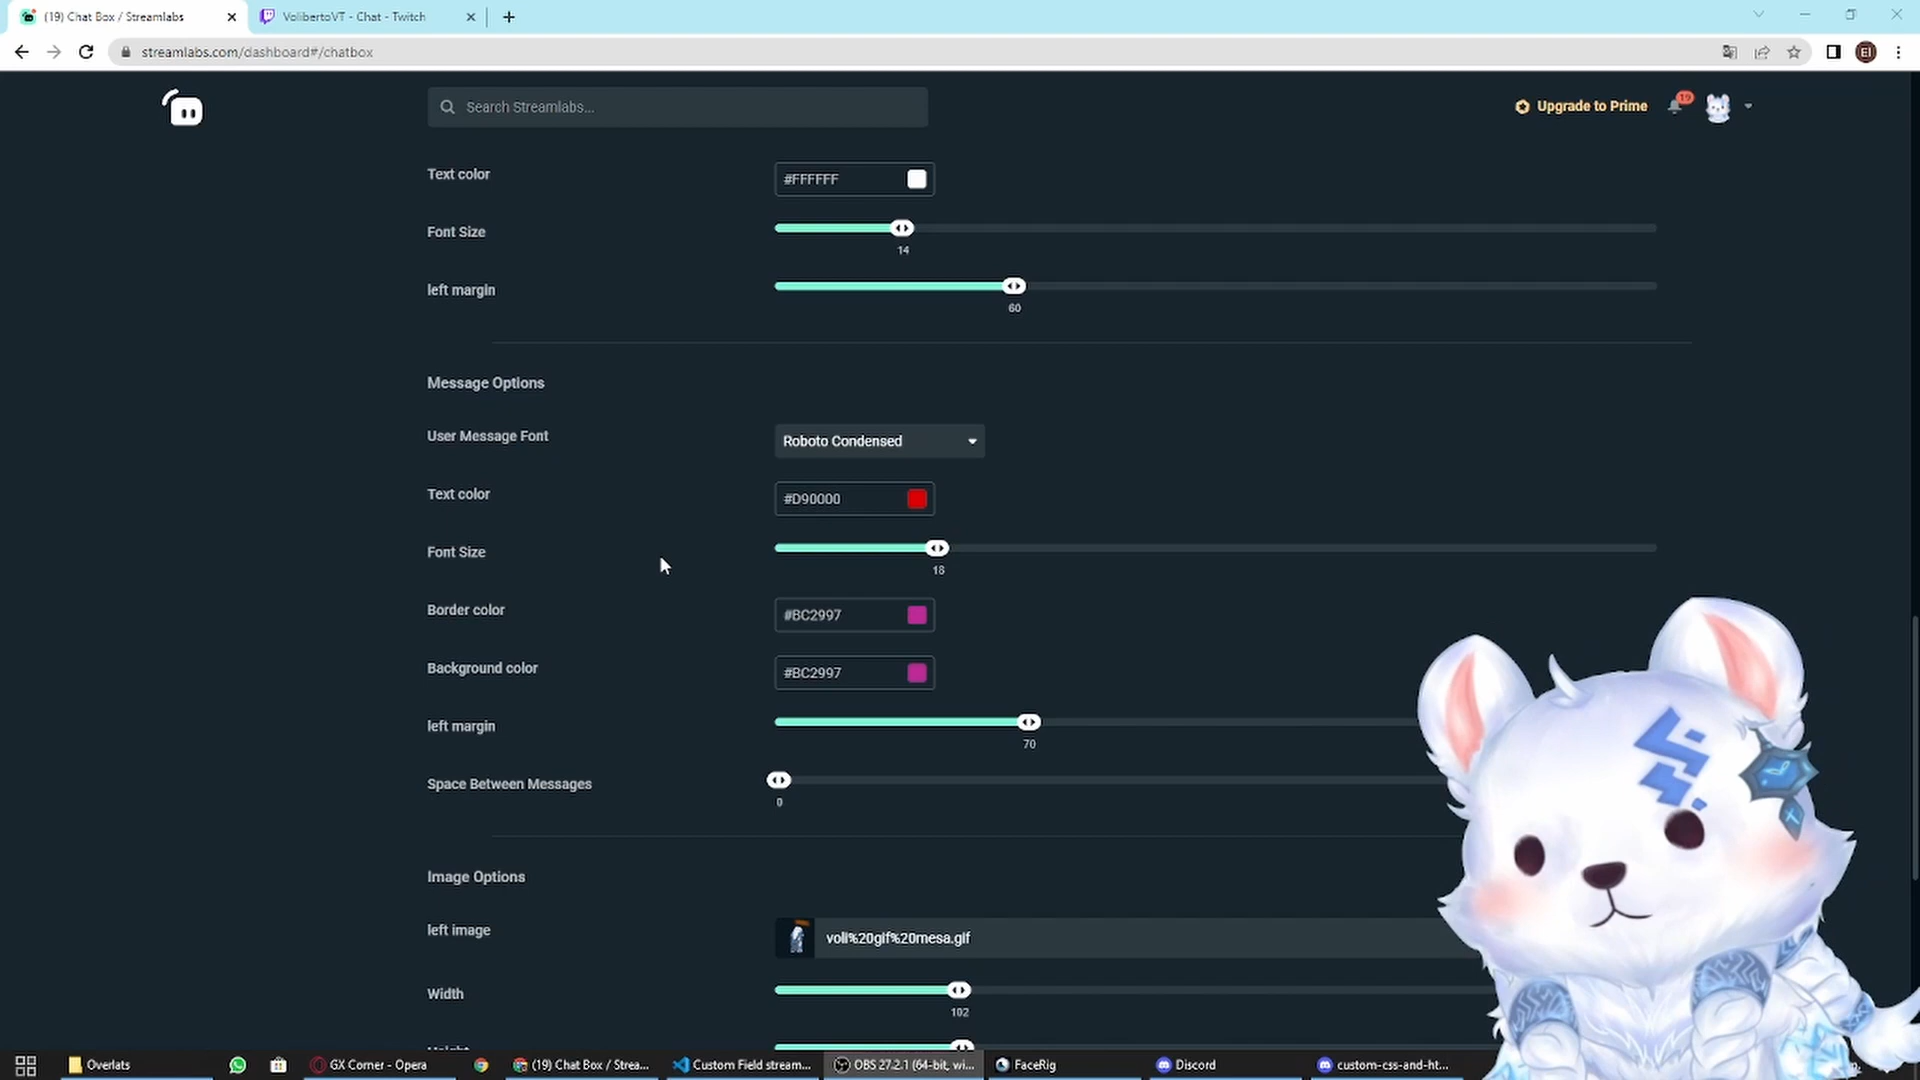 (19) Chat Box / Streamlabs
VolibertoVT - Chat - Twitch
streamlabs.com/dashboard#/chatbox
EI
Search Streamlabs...
Upgrade to Prime
19
Text color
#FFFFFF
Font Size
14
left margin
60
Message Options
User Message Font
Roboto Condensed
Text color
#D90000
Font Size
18
Border color
#BC2997
Background color
#BC2997
left margin
70
Space Between Messages
0
Image Options
left image
voli%20gif%20mesa.gif
Width
102
Overlats
GX Corner - Opera
(19) Chat Box / Strea...
Custom Field stream...
OBS 27.2.1 (64-bit, wi...
FaceRig
Discord
custom-css-and-ht...